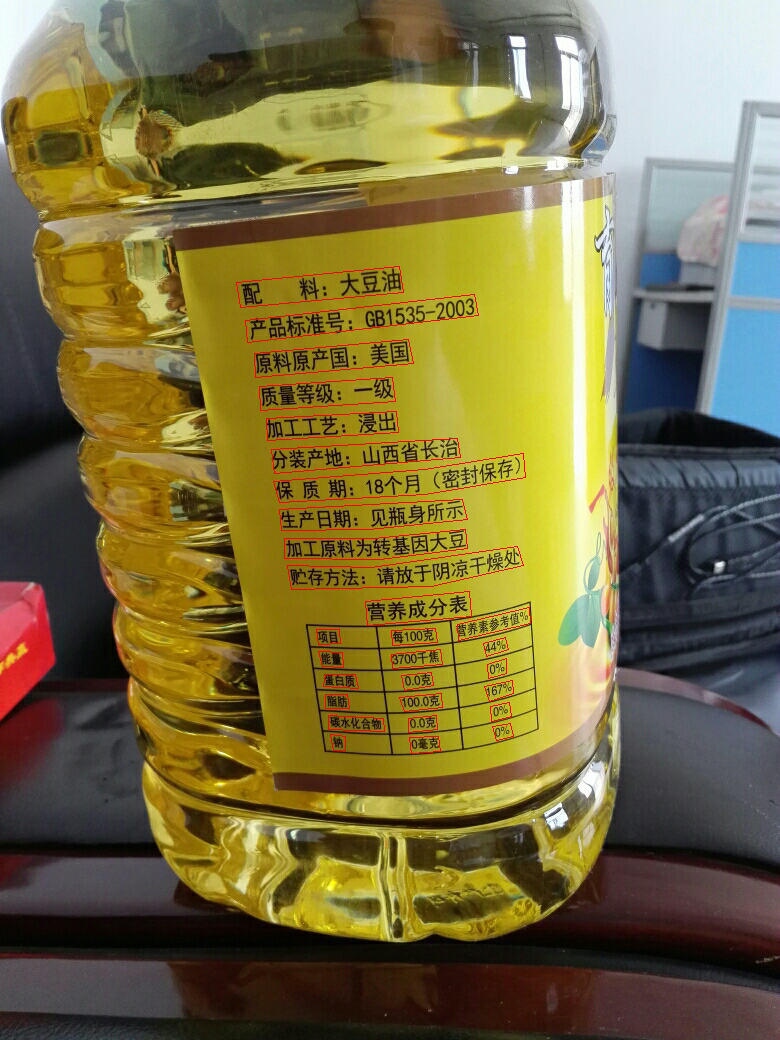 配　　料：大豆油
产品标准号：GB1535-2003
原料原产国：美国
质量等级：一级
加工工艺：浸出
分装产地：山西省长治
保 质 期：18个月（密封保存）
生产日期：见瓶身所示
加工原料为转基因大豆
贮存方法：请放于阴凉干燥处
营养成分表
项目 每100克 营养素参考值%
能量 3700千焦 44%
蛋白质 0.0克 0%
脂肪 100.0克 167%
碳水化合物 0.0克 0%
钠 0毫克 0%